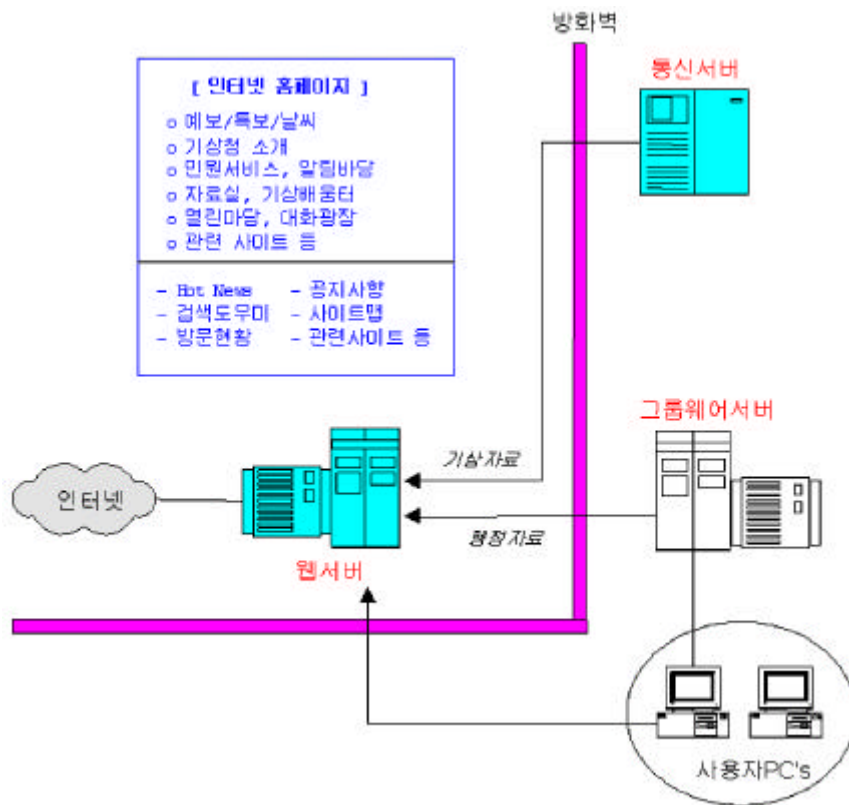 방화벽
통신서버
[ 인터넷 홈페이지 ]
o 예보/특보/날씨
o 기상청 소개
o 민원서비스, 알림바당
o 자료실, 기상배움터
o 열린마당, 대화광장
o 관련 사이트 등
- Hot News - 공지사항
- 검색도우미 - 사이트맵
- 방문현황 - 관련사이트 등
그룹웨어서버
기상자료
인터넷
행정자료
웹서버
사용자PC's